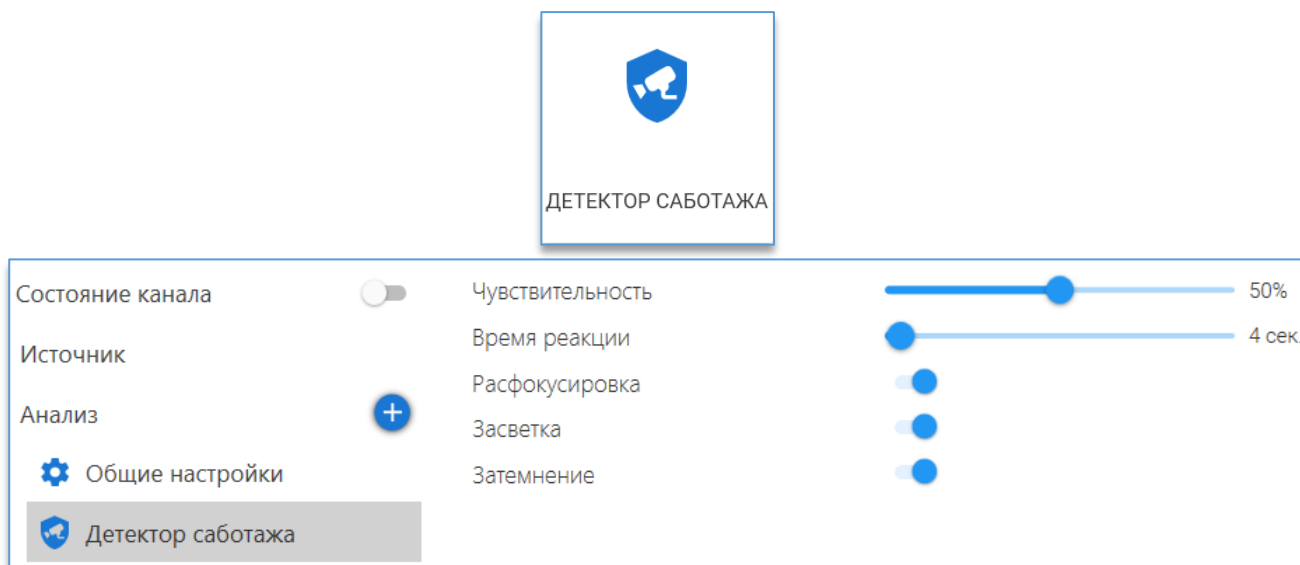 ДЕТЕКТОР САБОТАЖА
Состояние канала
Источник
Анализ
Общие настройки
Детектор саботажа
Чувствительность 50%
Время реакции 4 сек.
Расфокусировка
Засветка
Затемнение